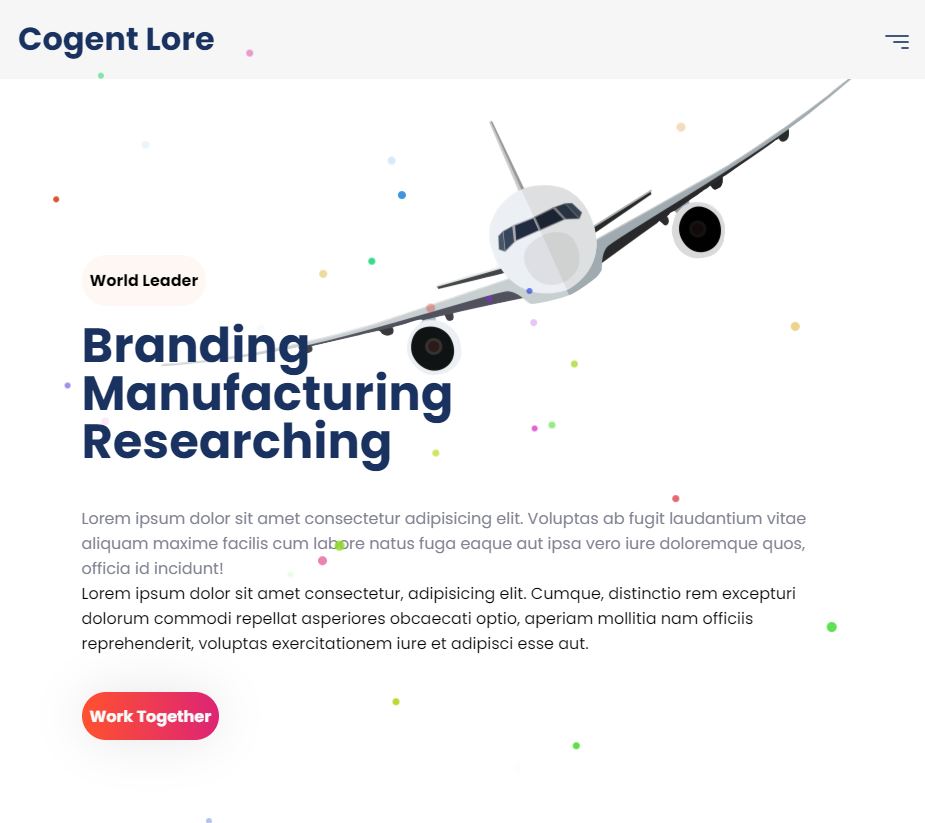 Cogent Lore
World Leader
Branding
Manufacturing
Researching
Lorem ipsum dolor sit amet consectetur adipisicing elit. Voluptas ab fugit laudantium vitae
aliquam maxime facilis cum labore natus fuga eaque aut ipsa vero iure doloremque quos,
officia id incidunt!
Lorem ipsum dolor sit amet consectetur, adipisicing elit. Cumque, distinctio rem excepturi
dolorum commodi repellat asperiores obcaecati optio, aperiam mollitia nam officiis
reprehenderit, voluptas exercitationem iure et adipisci esse aut.
Work Together